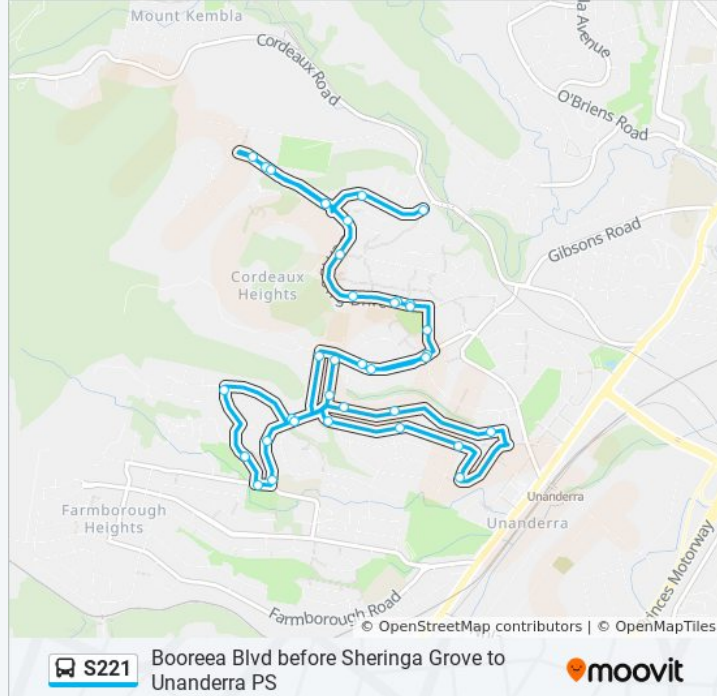 Mount Kembla
Cordeaux Road
Avenue
O'Briens Road
Gibsons Road
Cordeaux
Heights
Unanderra
Unanderra
Farmborough
Heights
Farmborough Road
Princes Motorway
© OpenStreetMap contributors | © OpenMapTiles
S221
Booreea Blvd before Sheringa Grove to
Unanderra PS
moovit